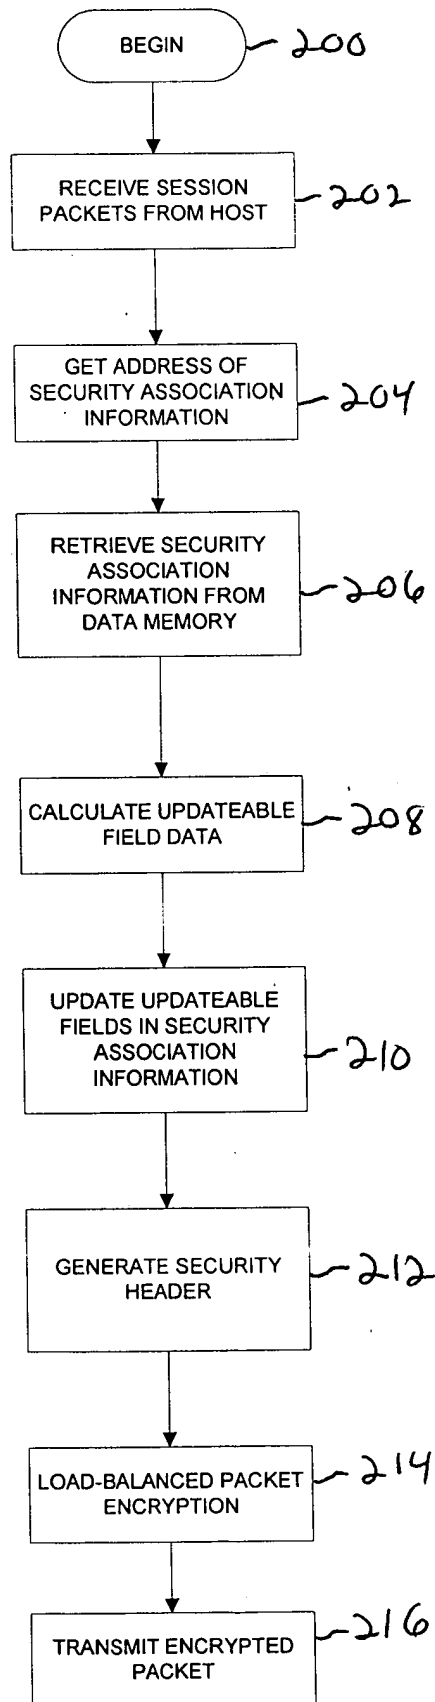 BEGIN 200
RECEIVE SESSION
PACKETS FROM HOST 202
GET ADDRESS OF
SECURITY ASSOCIATION
INFORMATION 204
RETRIEVE SECURITY
ASSOCIATION
INFORMATION FROM 206
DATA MEMORY
CALCULATE UPDATEABLE 208
FIELD DATA
UPDATE UPDATEABLE
FIELDS IN SECURITY
ASSOCIATION 210
INFORMATION
GENERATE SECURITY 212
HEADER
LOAD-BALANCED PACKET 214
ENCRYPTION
TRANSMIT ENCRYPTED 216
PACKET